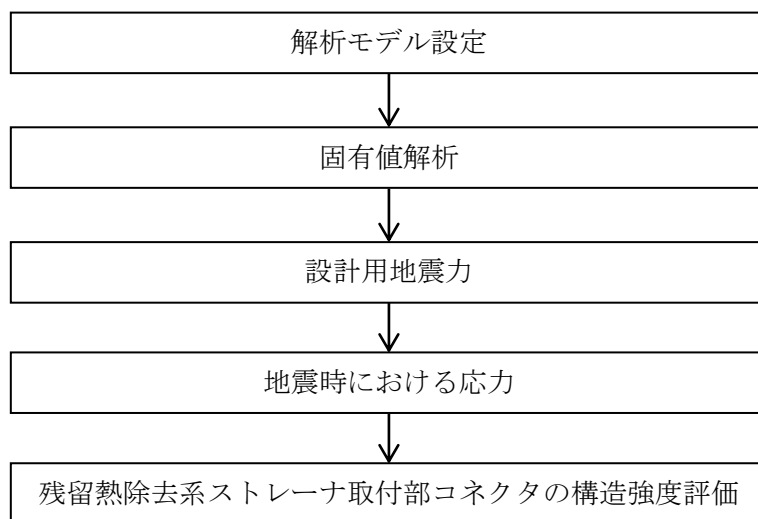 解析モデル設定
固有値解析
設計用地震力
地震時における応力
残留熱除去系ストレーナ取付部コネクタの構造強度評価